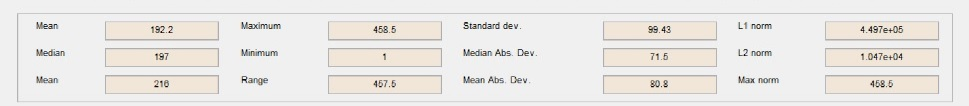 Mean 192.2 Maximum 458.5 Standard dev. 99.43 L1 norm 4.497e+05
Median 197 Minimum 1 Median Abs. Dev. 71.5 L2 norm 1.047e+04
Mean 216 Range 457.5 Mean Abs. Dev. 80.8 Max norm 458.5